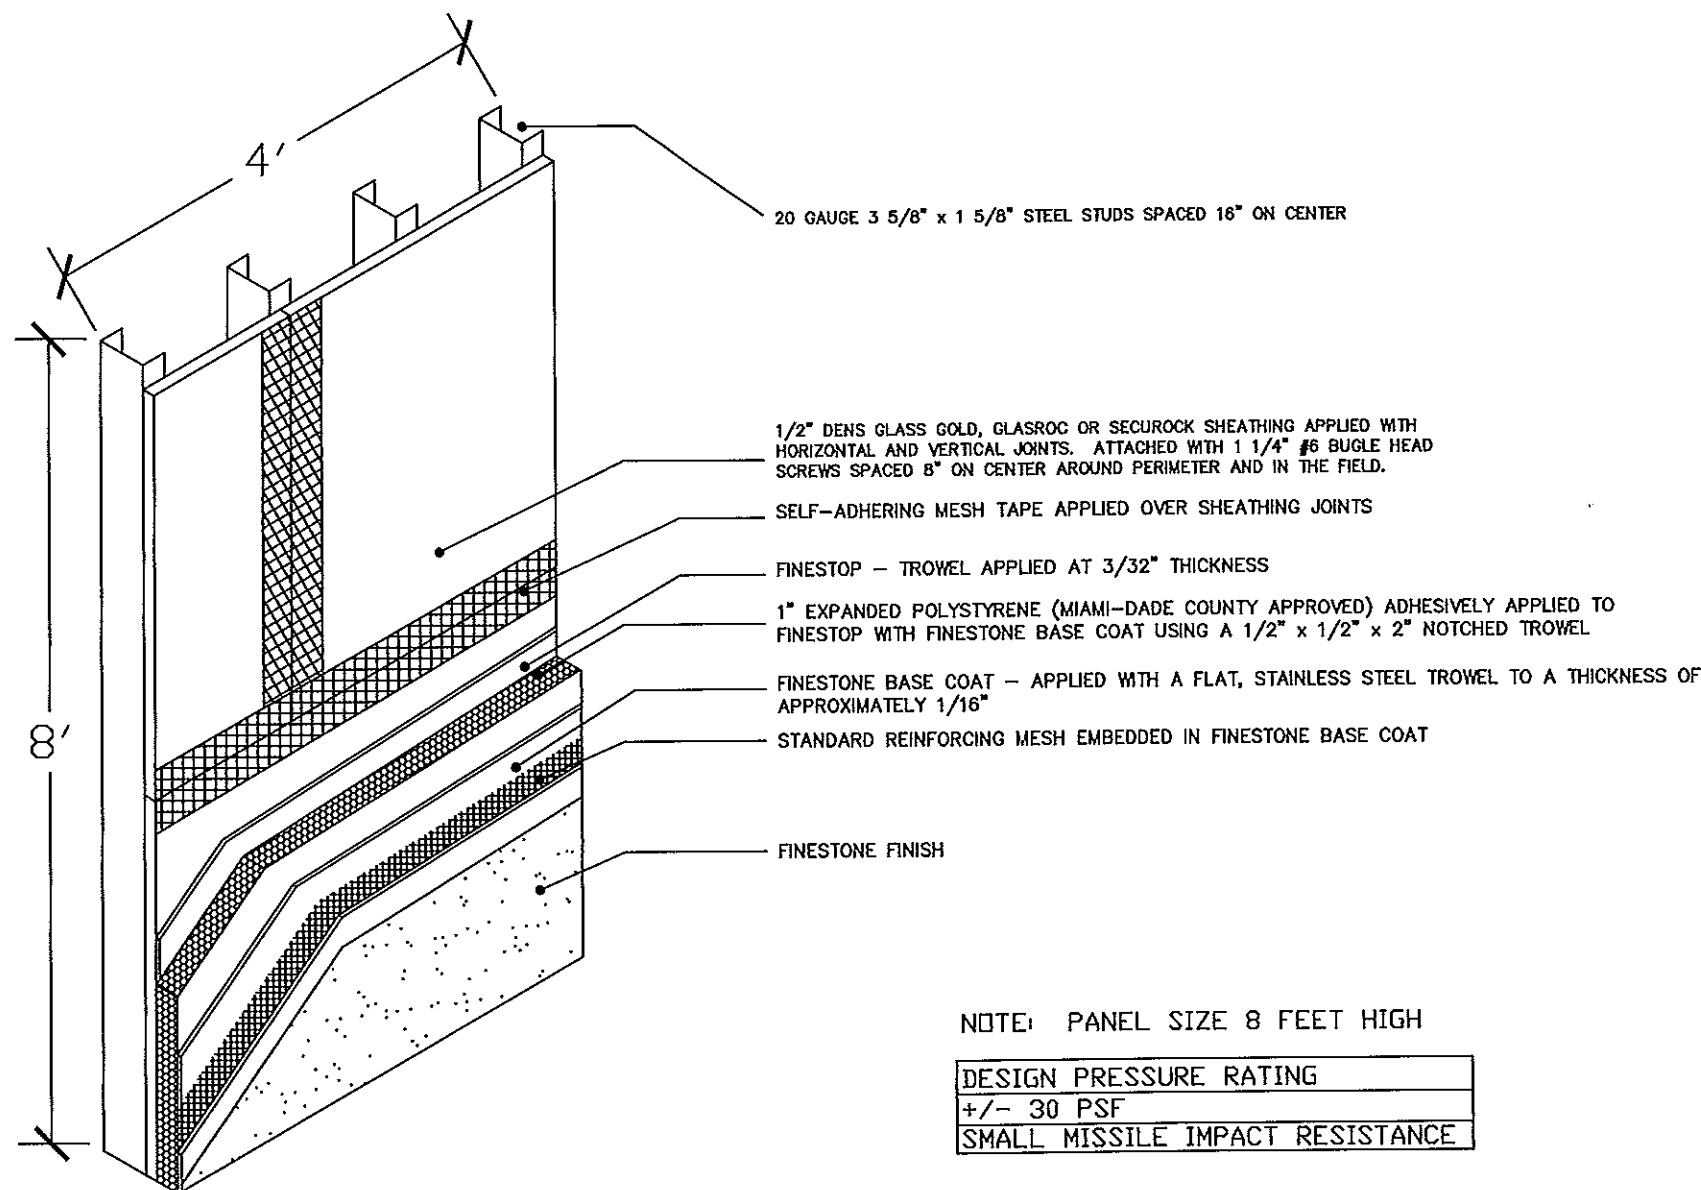 4'
20 GAUGE 3 5/8" x 1 5/8" STEEL STUDS SPACED 16" ON CENTER
1/2" DENS GLASS GOLD, GLASROC OR SECUROCK SHEATHING APPLIED WITH
HORIZONTAL AND VERTICAL JOINTS. ATTACHED WITH 1 1/4" #6 BUGLE HEAD
SCREWS SPACED 8" ON CENTER AROUND PERIMETER AND IN THE FIELD.
SELF-ADHERING MESH TAPE APPLIED OVER SHEATHING JOINTS
FINESTOP – TROWEL APPLIED AT 3/32" THICKNESS
1" EXPANDED POLYSTYRENE (MIAMI-DADE COUNTY APPROVED) ADHESIVELY APPLIED TO
FINESTOP WITH FINESTONE BASE COAT USING A 1/2" x 1/2" x 2" NOTCHED TROWEL
FINESTONE BASE COAT – APPLIED WITH A FLAT, STAINLESS STEEL TROWEL TO A THICKNESS OF
APPROXIMATELY 1/16"
8'
STANDARD REINFORCING MESH EMBEDDED IN FINESTONE BASE COAT
FINESTONE FINISH
NOTE: PANEL SIZE 8 FEET HIGH
DESIGN PRESSURE RATING
+/- 30 PSF
SMALL MISSILE IMPACT RESISTANCE